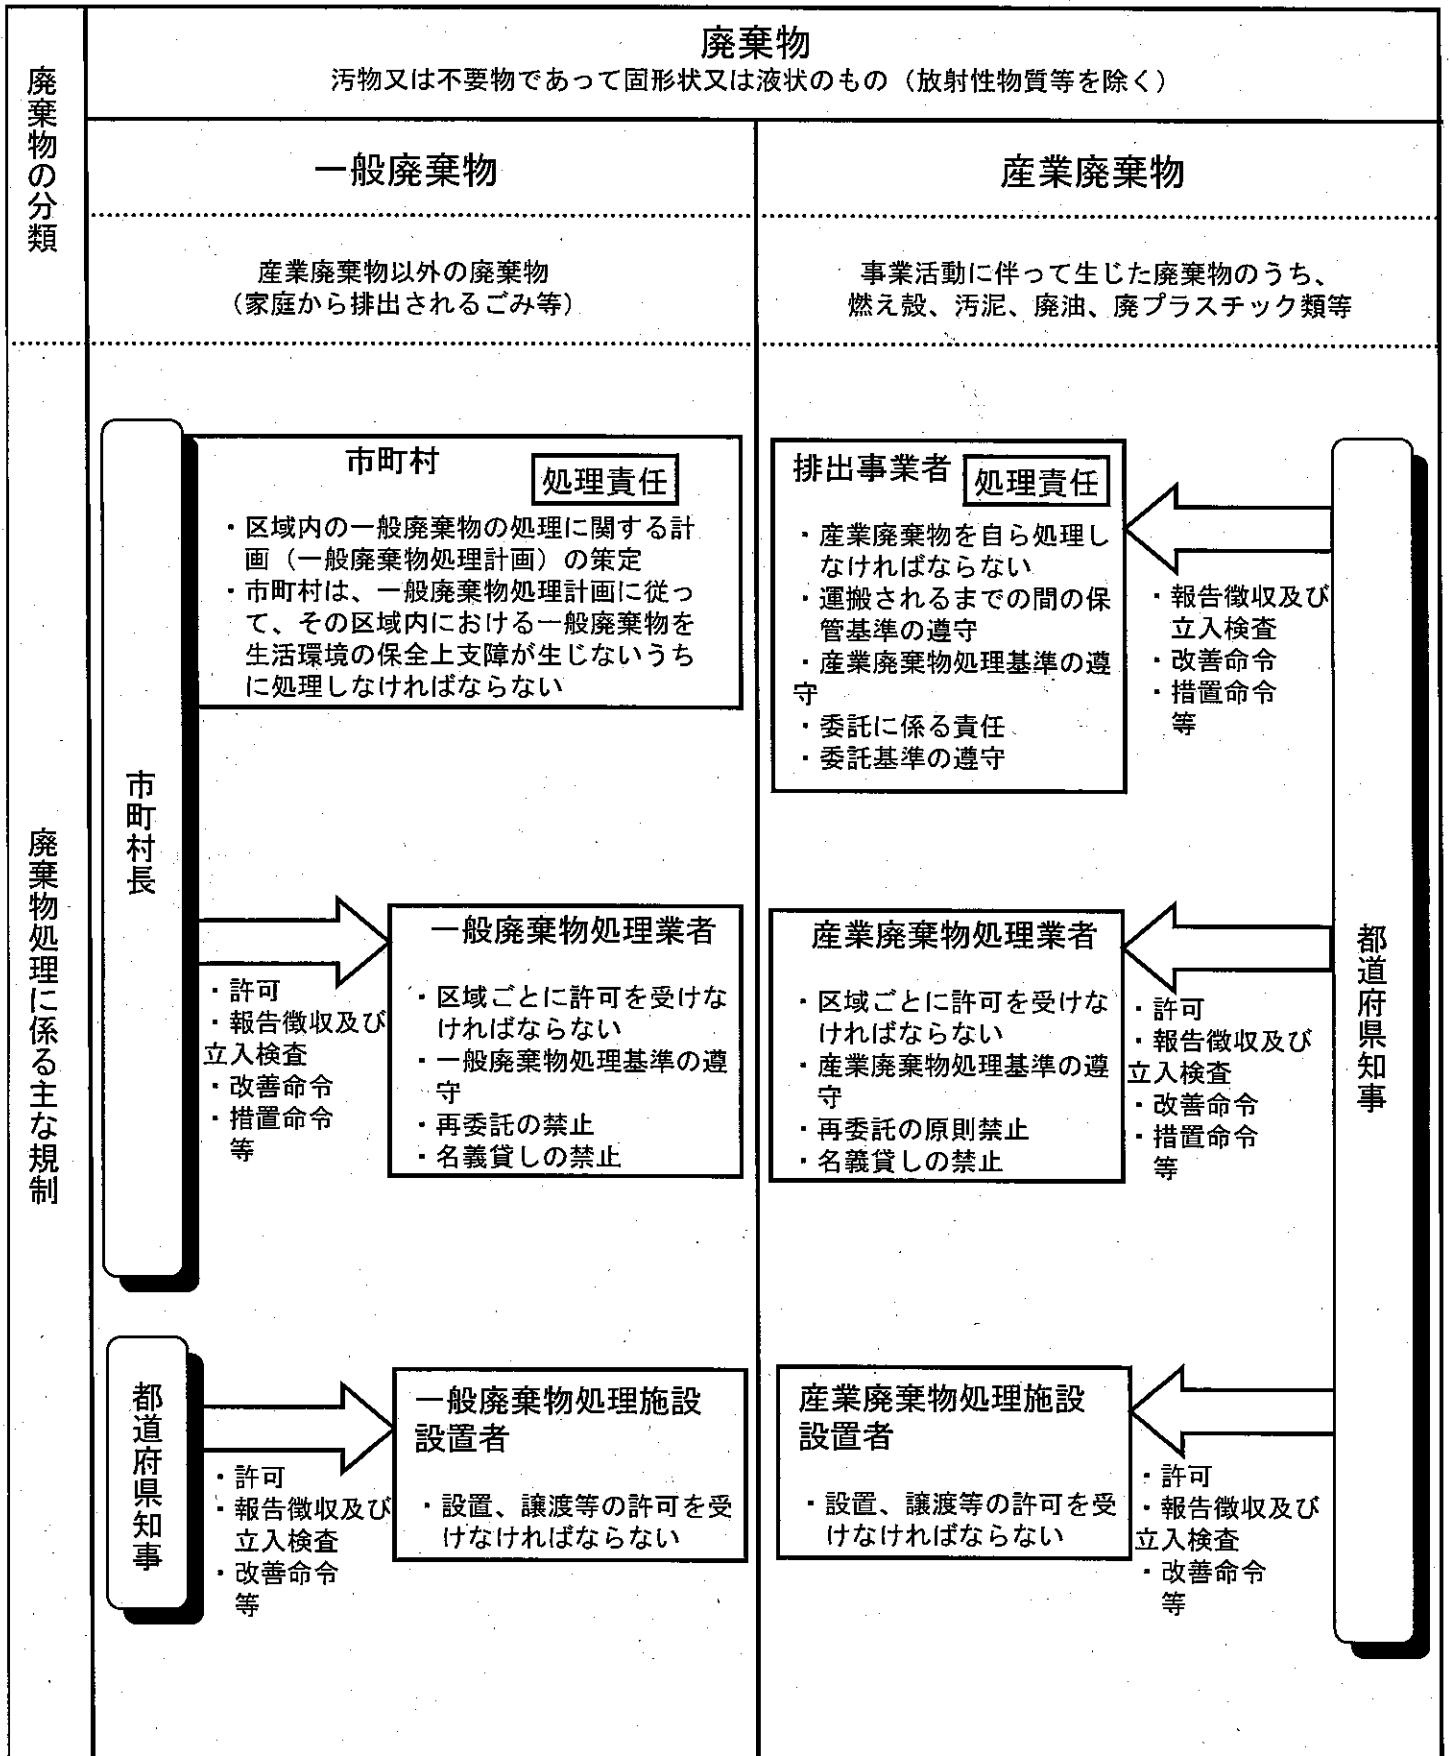 廃棄物の分類
廃棄物
汚物又は不要物であって固形状又は液状のもの（放射性物質等を除く）
一般廃棄物
産業廃棄物以外の廃棄物
（家庭から排出されるごみ等）
産業廃棄物
事業活動に伴って生じた廃棄物のうち、
燃え殻、汚泥、廃油、廃プラスチック類等
廃棄物処理に係る主な規制
市町村長
市町村
処理責任
・区域内の一般廃棄物の処理に関する計
画（一般廃棄物処理計画）の策定
・市町村は、一般廃棄物処理計画に従っ
て、その区域内における一般廃棄物を
生活環境の保全上支障が生じないうち
に処理しなければならない
・許可
・報告徴収及び
立入検査
・改善命令
・措置命令
等
一般廃棄物処理業者
・区域ごとに許可を受けな
ければならない
・一般廃棄物処理基準の遵
守
・再委託の禁止
・名義貸しの禁止
都道府県知事
・許可
・報告徴収及び
立入検査
・改善命令
等
一般廃棄物処理施設
設置者
・設置、譲渡等の許可を受
けなければならない
排出事業者
処理責任
・産業廃棄物を自ら処理し
なければならない
・運搬されるまでの間の保
管基準の遵守
・産業廃棄物処理基準の遵
守
・委託に係る責任
・委託基準の遵守
・報告徴収及び
立入検査
・改善命令
・措置命令
等
産業廃棄物処理業者
・区域ごとに許可を受けな
ければならない
・産業廃棄物処理基準の遵
守
・再委託の原則禁止
・名義貸しの禁止
・許可
・報告徴収及び
立入検査
・改善命令
・措置命令
等
産業廃棄物処理施設
設置者
・設置、譲渡等の許可を受
けなければならない
・許可
・報告徴収及び
立入検査
・改善命令
等
都道府県知事